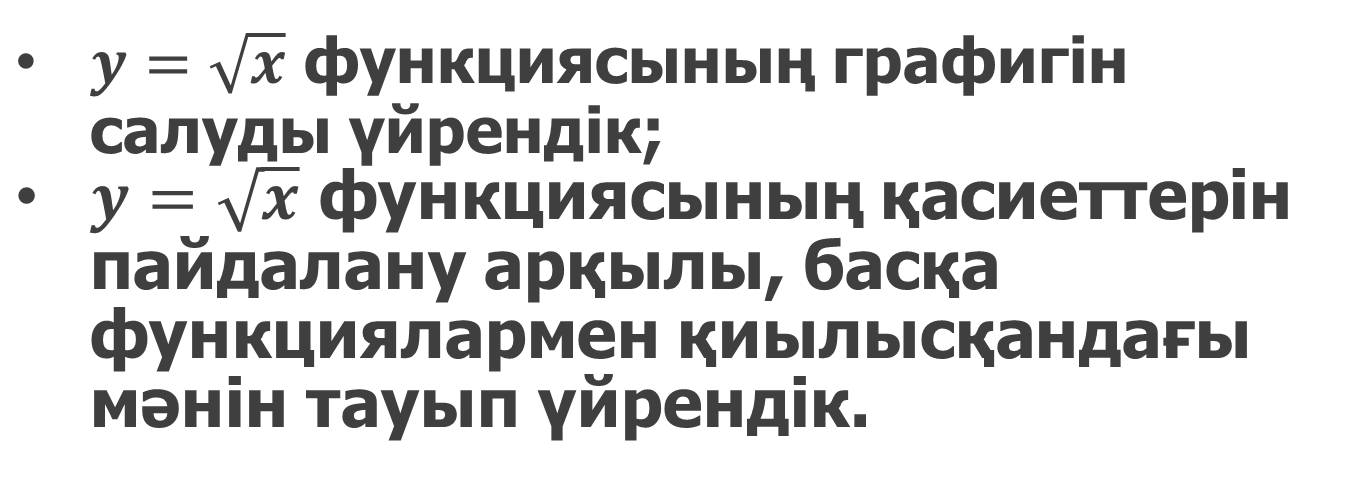 • y = √x функциясының графигін
салуды үйрендік;
• y = √x функциясының қасиеттерін
пайдалану арқылы, басқа
функциялармен қиылысқандағы
мәнін тауып үйрендік.